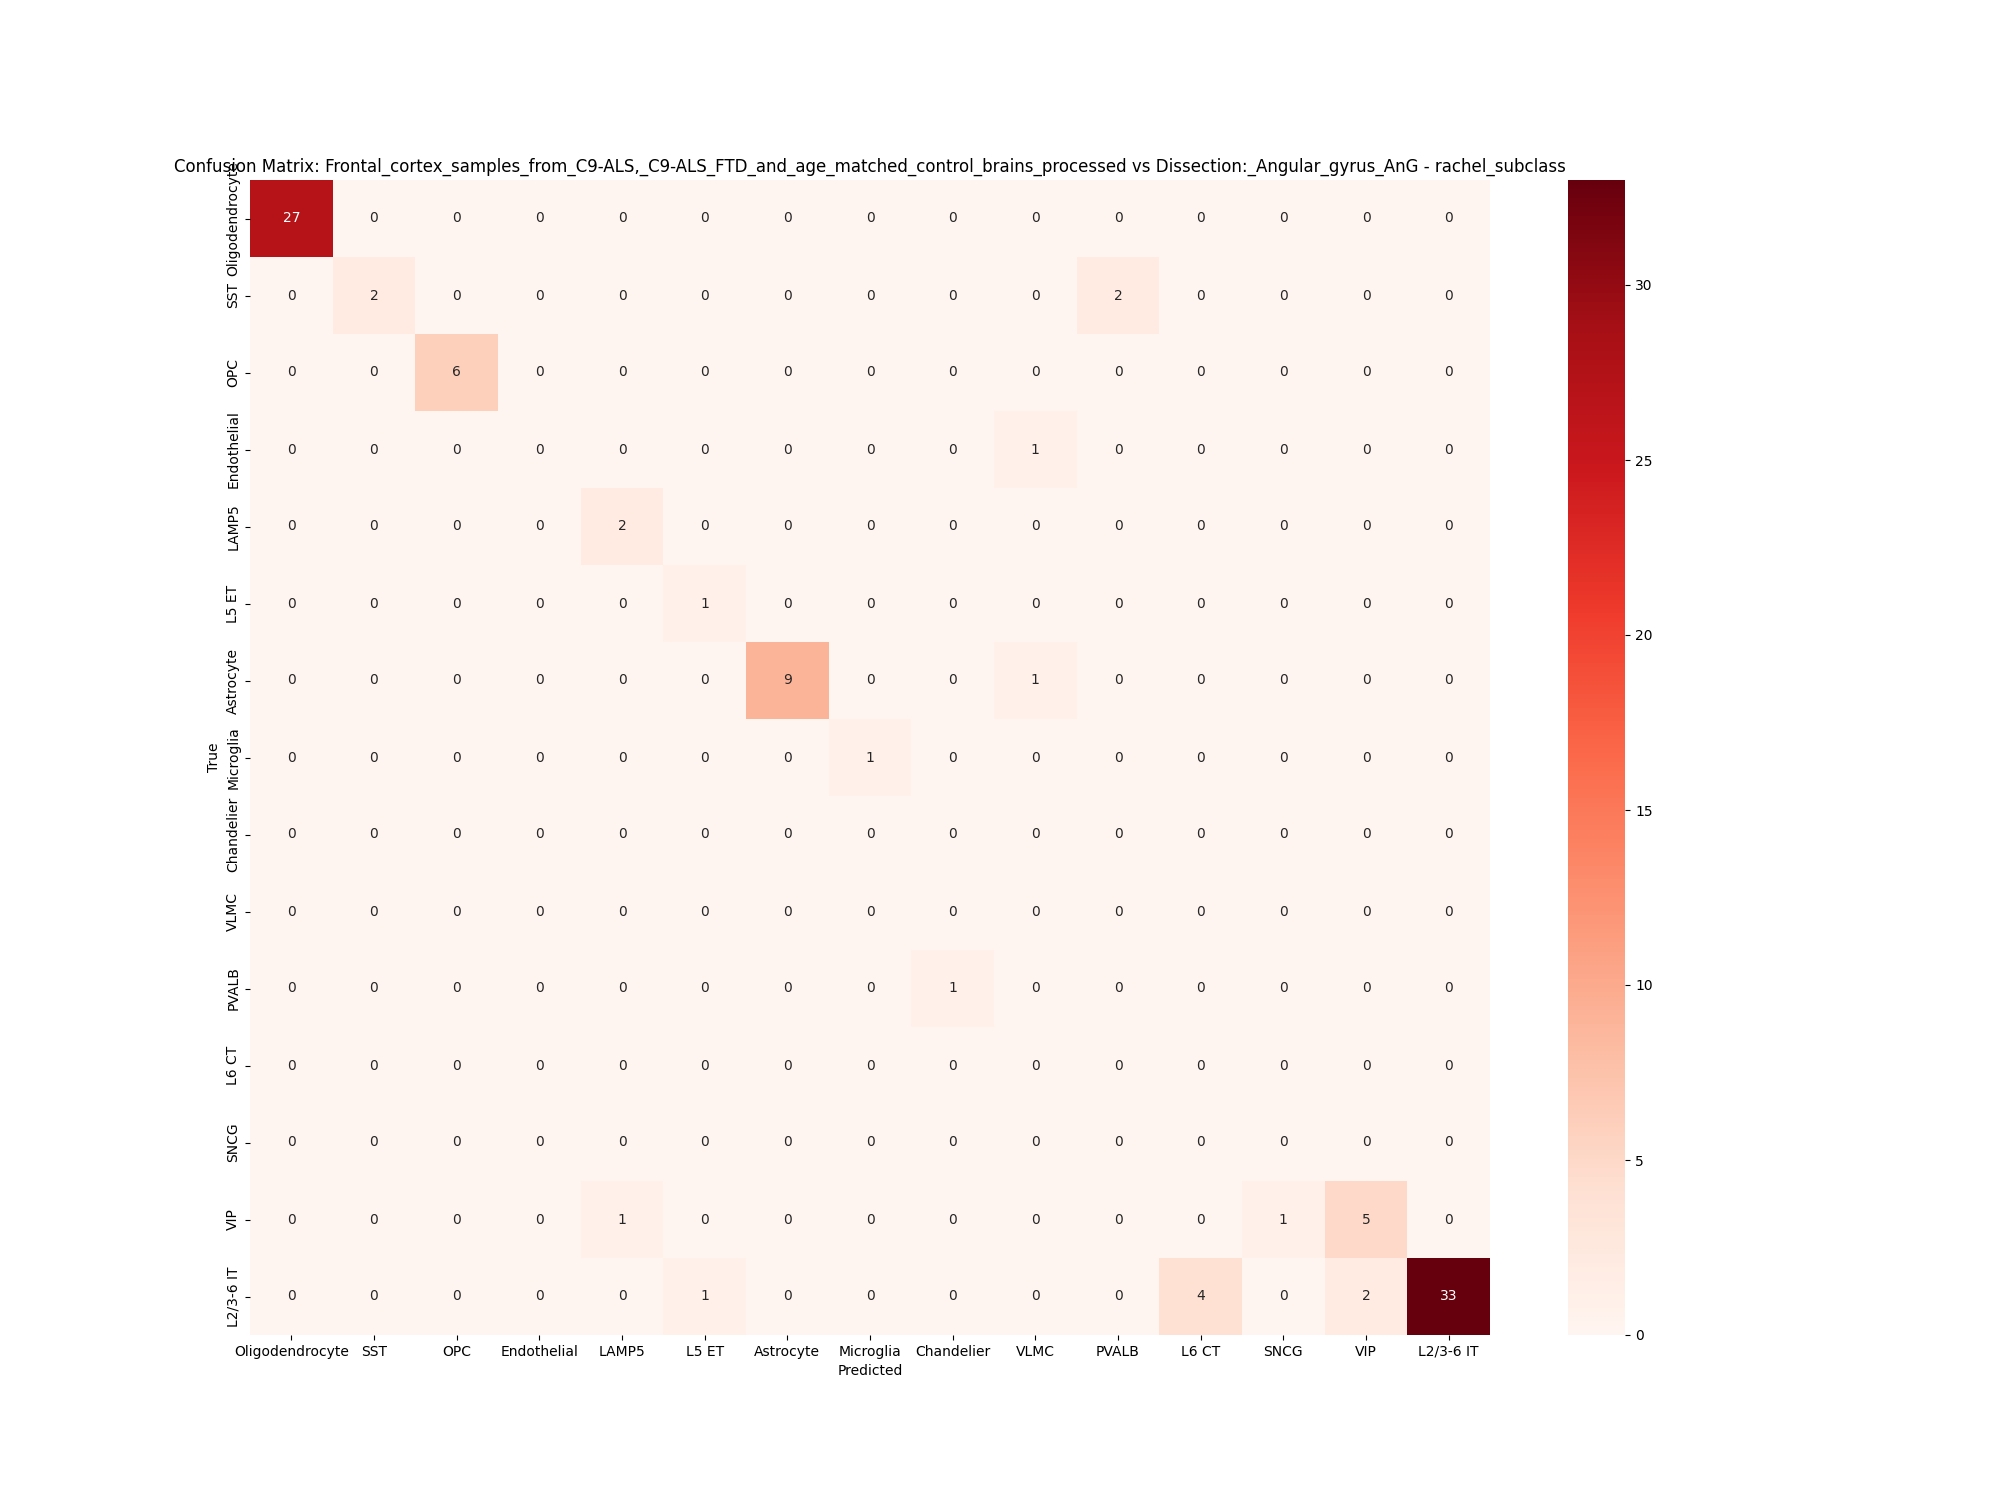 Confusion Matrix: Frontal_cortex_samples_from_C9-ALS,_C9-ALS_FTD_and_age_matched_control_brains_processed vs Dissection:_Angular_gyrus_AnG - rachel_subclass
Oligodendrocyte 27 0 0 0 0 0 0 0 0 0 0 0 0 0 0
SST 0 2 0 0 0 0 0 0 0 0 2 0 0 0 0
OPC 0 0 6 0 0 0 0 0 0 0 0 0 0 0 0
Endothelial 0 0 0 0 0 0 0 0 0 1 0 0 0 0 0
LAMP5 0 0 0 0 2 0 0 0 0 0 0 0 0 0 0
L5 ET 0 0 0 0 0 1 0 0 0 0 0 0 0 0 0
Astrocyte 0 0 0 0 0 0 9 0 0 1 0 0 0 0 0
Microglia 0 0 0 0 0 0 0 1 0 0 0 0 0 0 0
Chandelier 0 0 0 0 0 0 0 0 0 0 0 0 0 0 0
VLMC 0 0 0 0 0 0 0 0 0 0 0 0 0 0 0
PVALB 0 0 0 0 0 0 0 0 1 0 0 0 0 0 0
L6 CT 0 0 0 0 0 0 0 0 0 0 0 0 0 0 0
SNCG 0 0 0 0 0 0 0 0 0 0 0 0 0 0 0
VIP 0 0 0 0 1 0 0 0 0 0 0 0 1 5 0
L2/3-6 IT 0 0 0 0 0 1 0 0 0 0 0 4 0 2 33
True
Oligodendrocyte SST OPC Endothelial LAMP5 L5 ET Astrocyte Microglia Chandelier VLMC PVALB L6 CT SNCG VIP L2/3-6 IT
Predicted
30
25
20
15
10
5
0